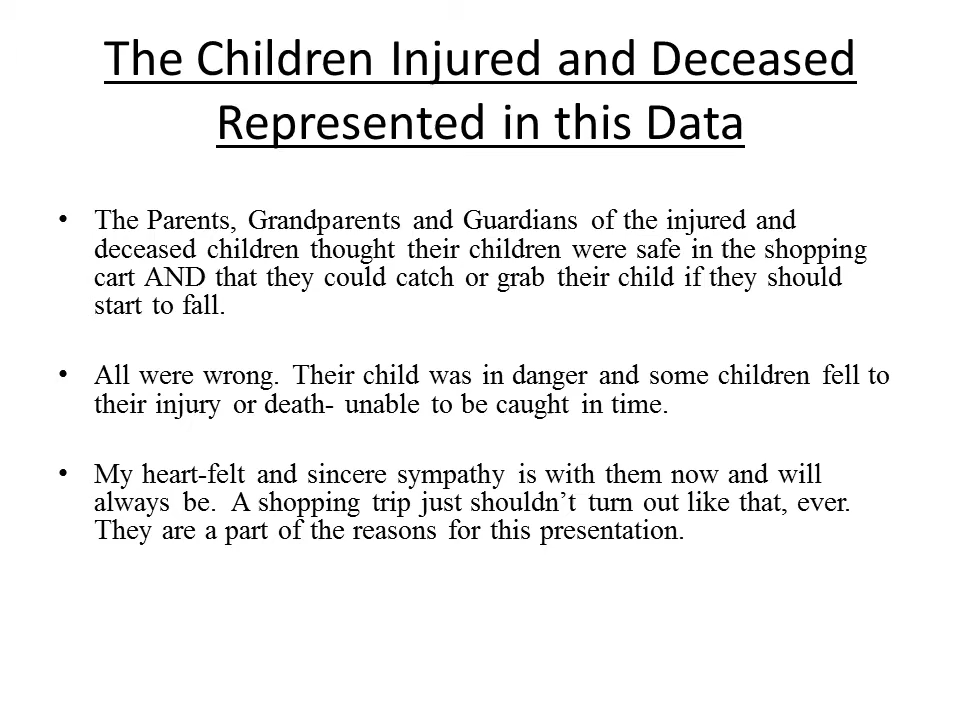 The Children Injured and Deceased
Represented in this Data
• The Parents, Grandparents and Guardians of the injured and
deceased children thought their children were safe in the shopping
cart AND that they could catch or grab their child if they should
start to fall.
• All were wrong. Their child was in danger and some children fell to
their injury or death- unable to be caught in time.
• My heart-felt and sincere sympathy is with them now and will
always be. A shopping trip just shouldn’t turn out like that, ever.
They are a part of the reasons for this presentation.